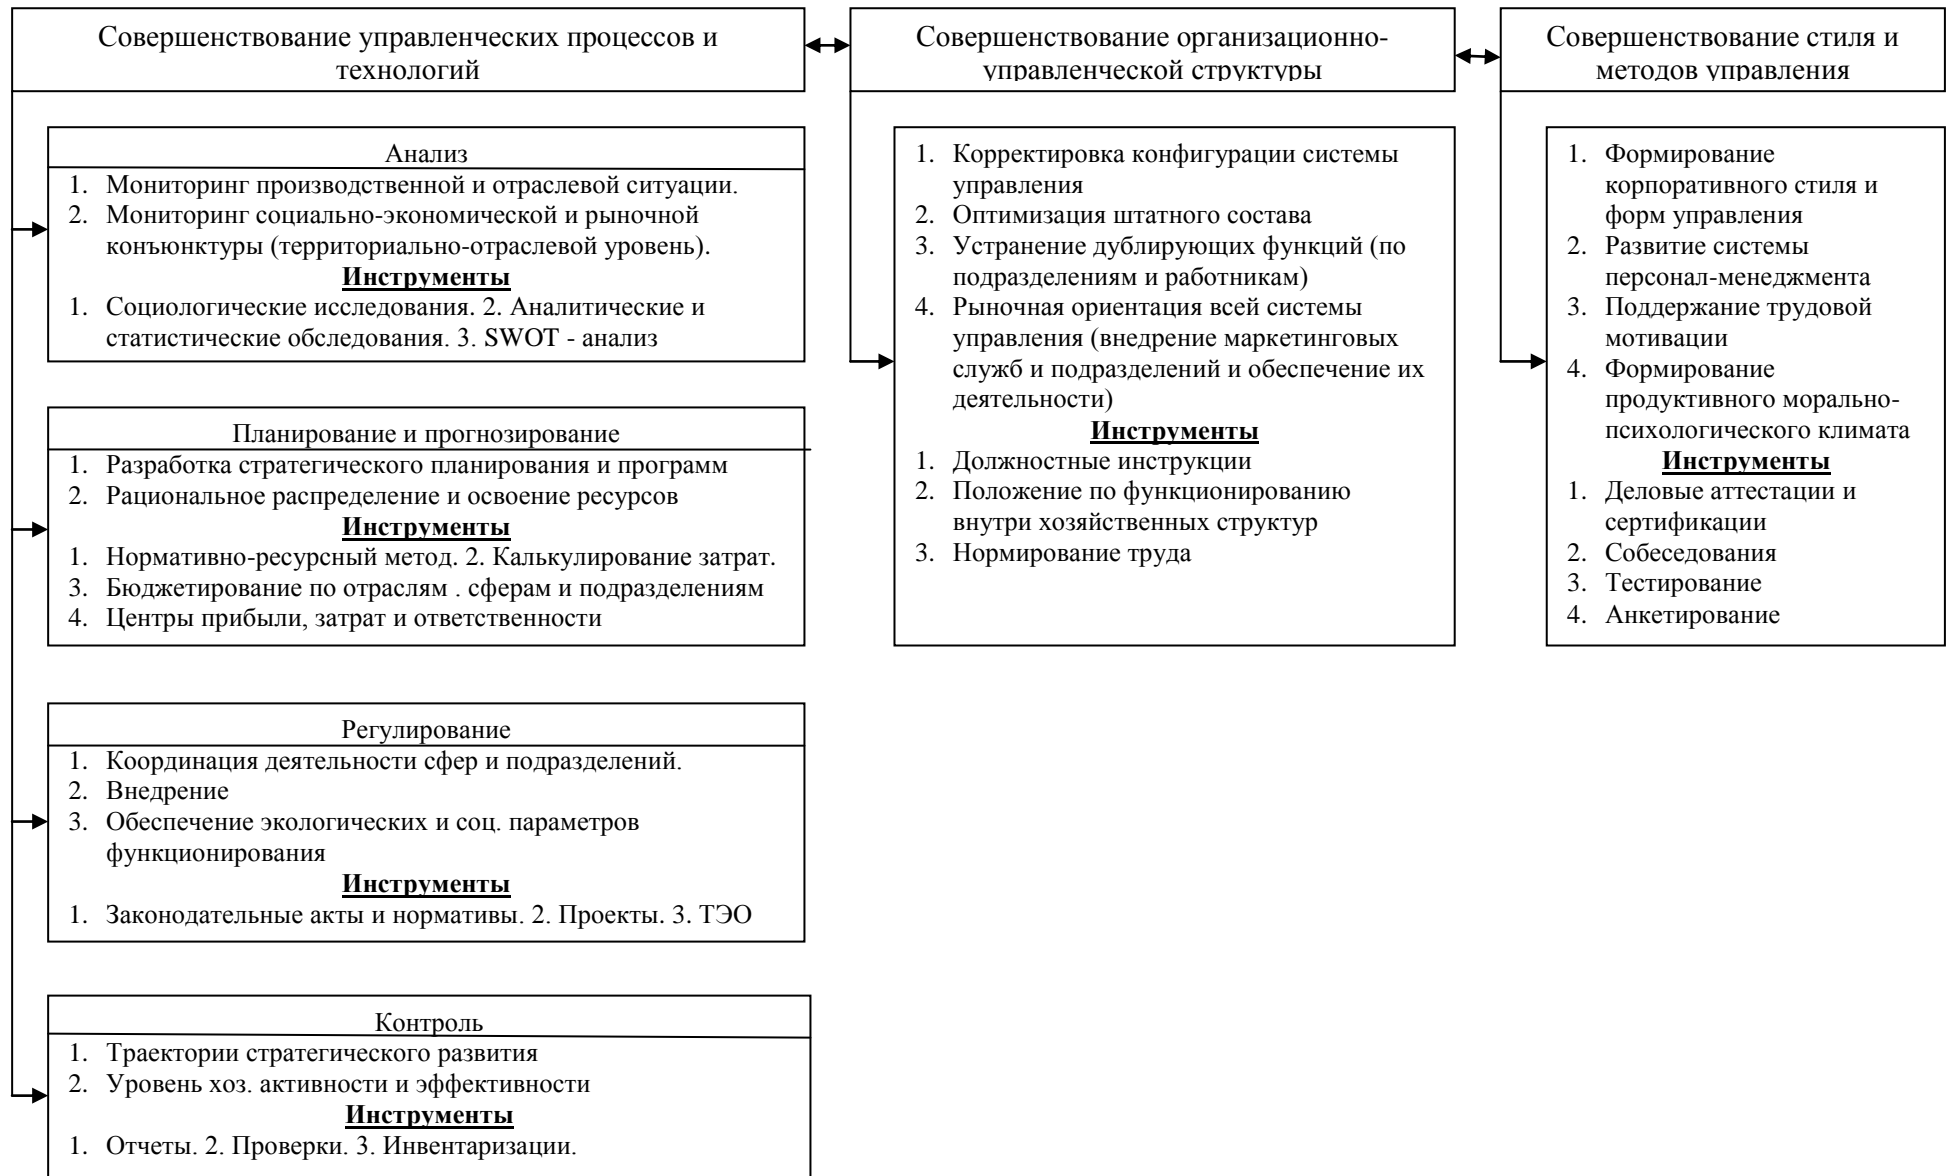 Совершенствование управленческих процессов и
технологий
Совершенствование организационно-
управленческой структуры
Совершенствование стиля и
методов управления
Анализ
1. Мониторинг производственной и отраслевой ситуации.
2. Мониторинг социально-экономической и рыночной
конъюнктуры (территориально-отраслевой уровень).
Инструменты
1. Социологические исследования. 2. Аналитические и
статистические обследования. 3. SWOT - анализ
Планирование и прогнозирование
1. Разработка стратегического планирования и программ
2. Рациональное распределение и освоение ресурсов
Инструменты
1. Нормативно-ресурсный метод. 2. Калькулирование затрат.
3. Бюджетирование по отраслям . сферам и подразделениям
4. Центры прибыли, затрат и ответственности
Регулирование
1. Координация деятельности сфер и подразделений.
2. Внедрение
3. Обеспечение экологических и соц. параметров
функционирования
Инструменты
1. Законодательные акты и нормативы. 2. Проекты. 3. ТЭО
Контроль
1. Траектории стратегического развития
2. Уровень хоз. активности и эффективности
Инструменты
1. Отчеты. 2. Проверки. 3. Инвентаризации.
1. Корректировка конфигурации системы
управления
2. Оптимизация штатного состава
3. Устранение дублирующих функций (по
подразделениям и работникам)
4. Рыночная ориентация всей системы
управления (внедрение маркетинговых
служб и подразделений и обеспечение их
деятельности)
Инструменты
1. Должностные инструкции
2. Положение по функционированию
внутри хозяйственных структур
3. Нормирование труда
1. Формирование
корпоративного стиля и
форм управления
2. Развитие системы
персонал-менеджмента
3. Поддержание трудовой
мотивации
4. Формирование
продуктивного морально-
психологического климата
Инструменты
1. Деловые аттестации и
сертификации
2. Собеседования
3. Тестирование
4. Анкетирование